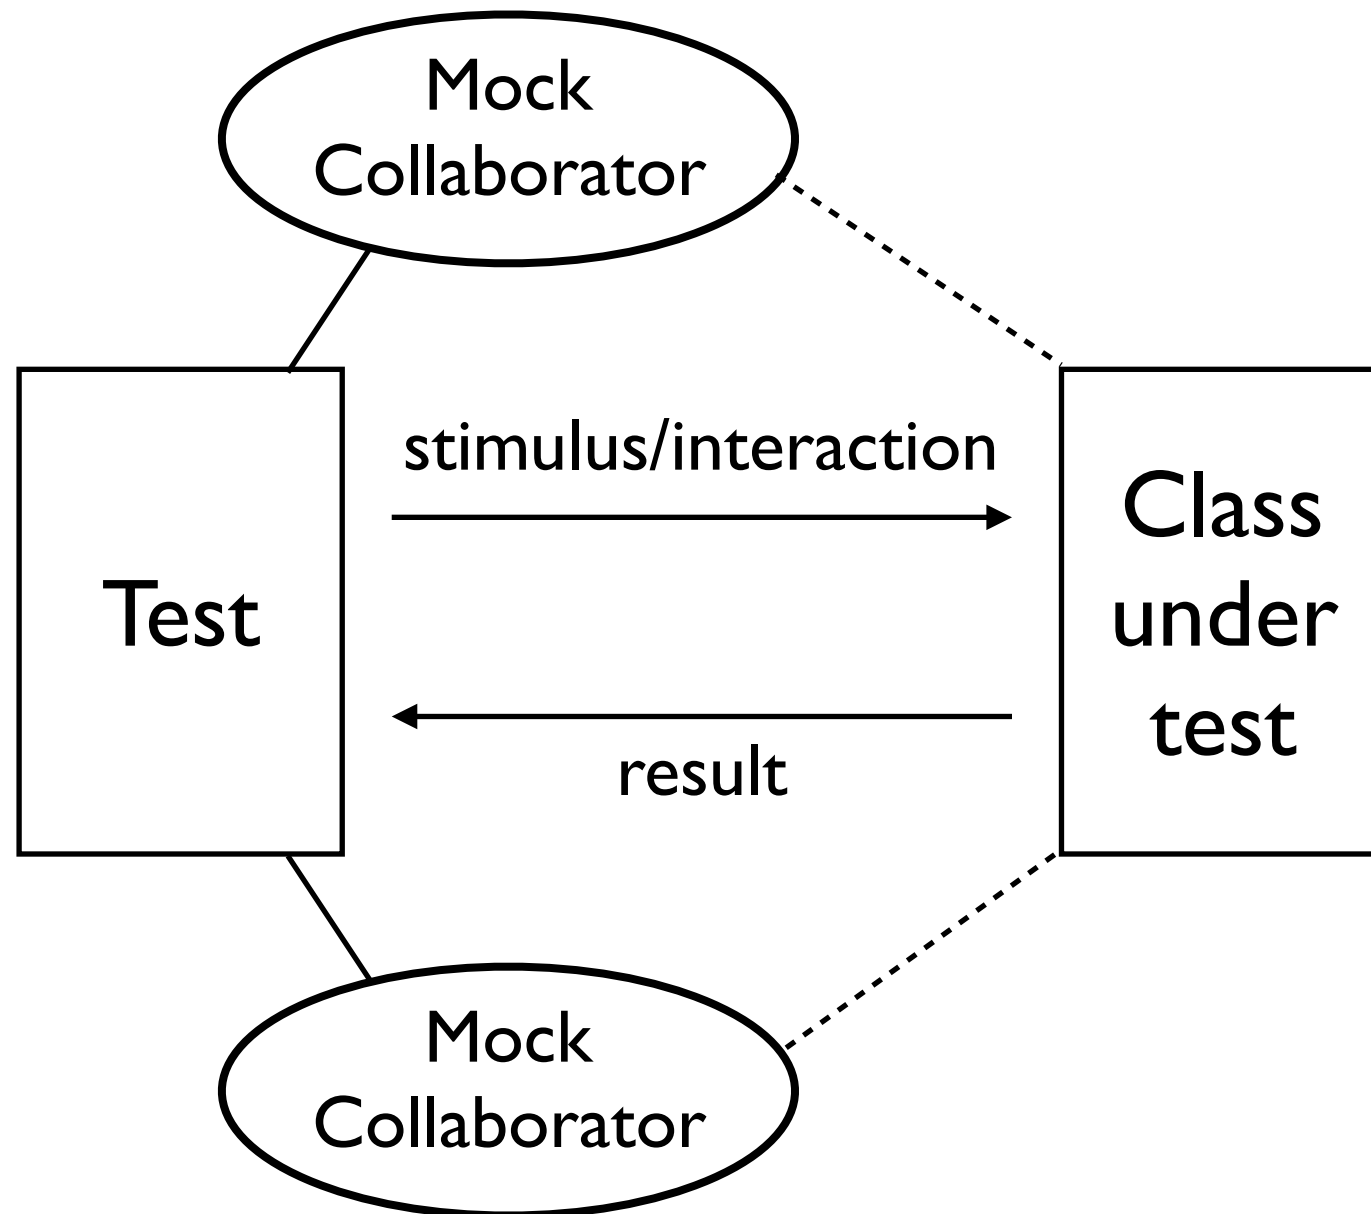 Mock
Collaborator
stimulus/interaction
Test
Class
under
test
result
Mock
Collaborator